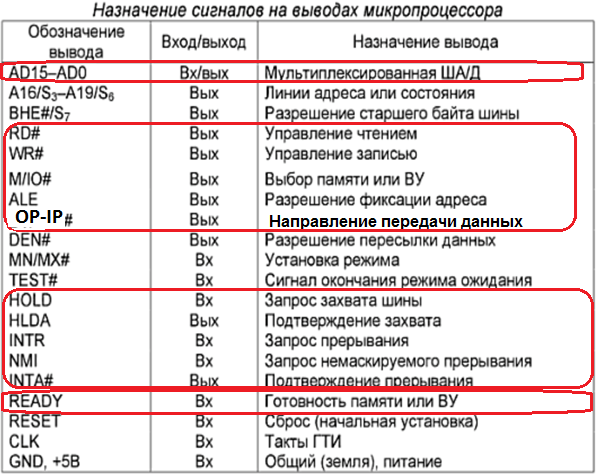 Назначение сигналов на выводах микропроцессора
Обозначение вывода Вход/выход Назначение вывода
AD15–AD0 Вх/вых Мультиплексированная ША/Д
A16/S3–A19/S6 Вых Линии адреса или состояния
BHE#/S7 Вых Разрешение старшего байта шины
RD# Вых Управление чтением
WR# Вых Управление записью
M/IO# Вых Выбор памяти или ВУ
ALE Вых Разрешение фиксации адреса
OP-IP # Вых Направление передачи данных
DEN# Вых Разрешение пересылки данных
MN/MX# Вх Установка режима
TEST# Вх Сигнал окончания режима ожидания
HOLD Вх Запрос захвата шины
HLDA Вых Подтверждение захвата
INTR Вх Запрос прерывания
NMI Вх Запрос немаскируемого прерывания
INTA# Вых Подтверждение прерывания
READY Вх Готовность памяти или ВУ
RESET Вх Сброс (начальная установка)
CLK Вх Такты ГТИ
GND, +5В Вх Общий (земля), питание